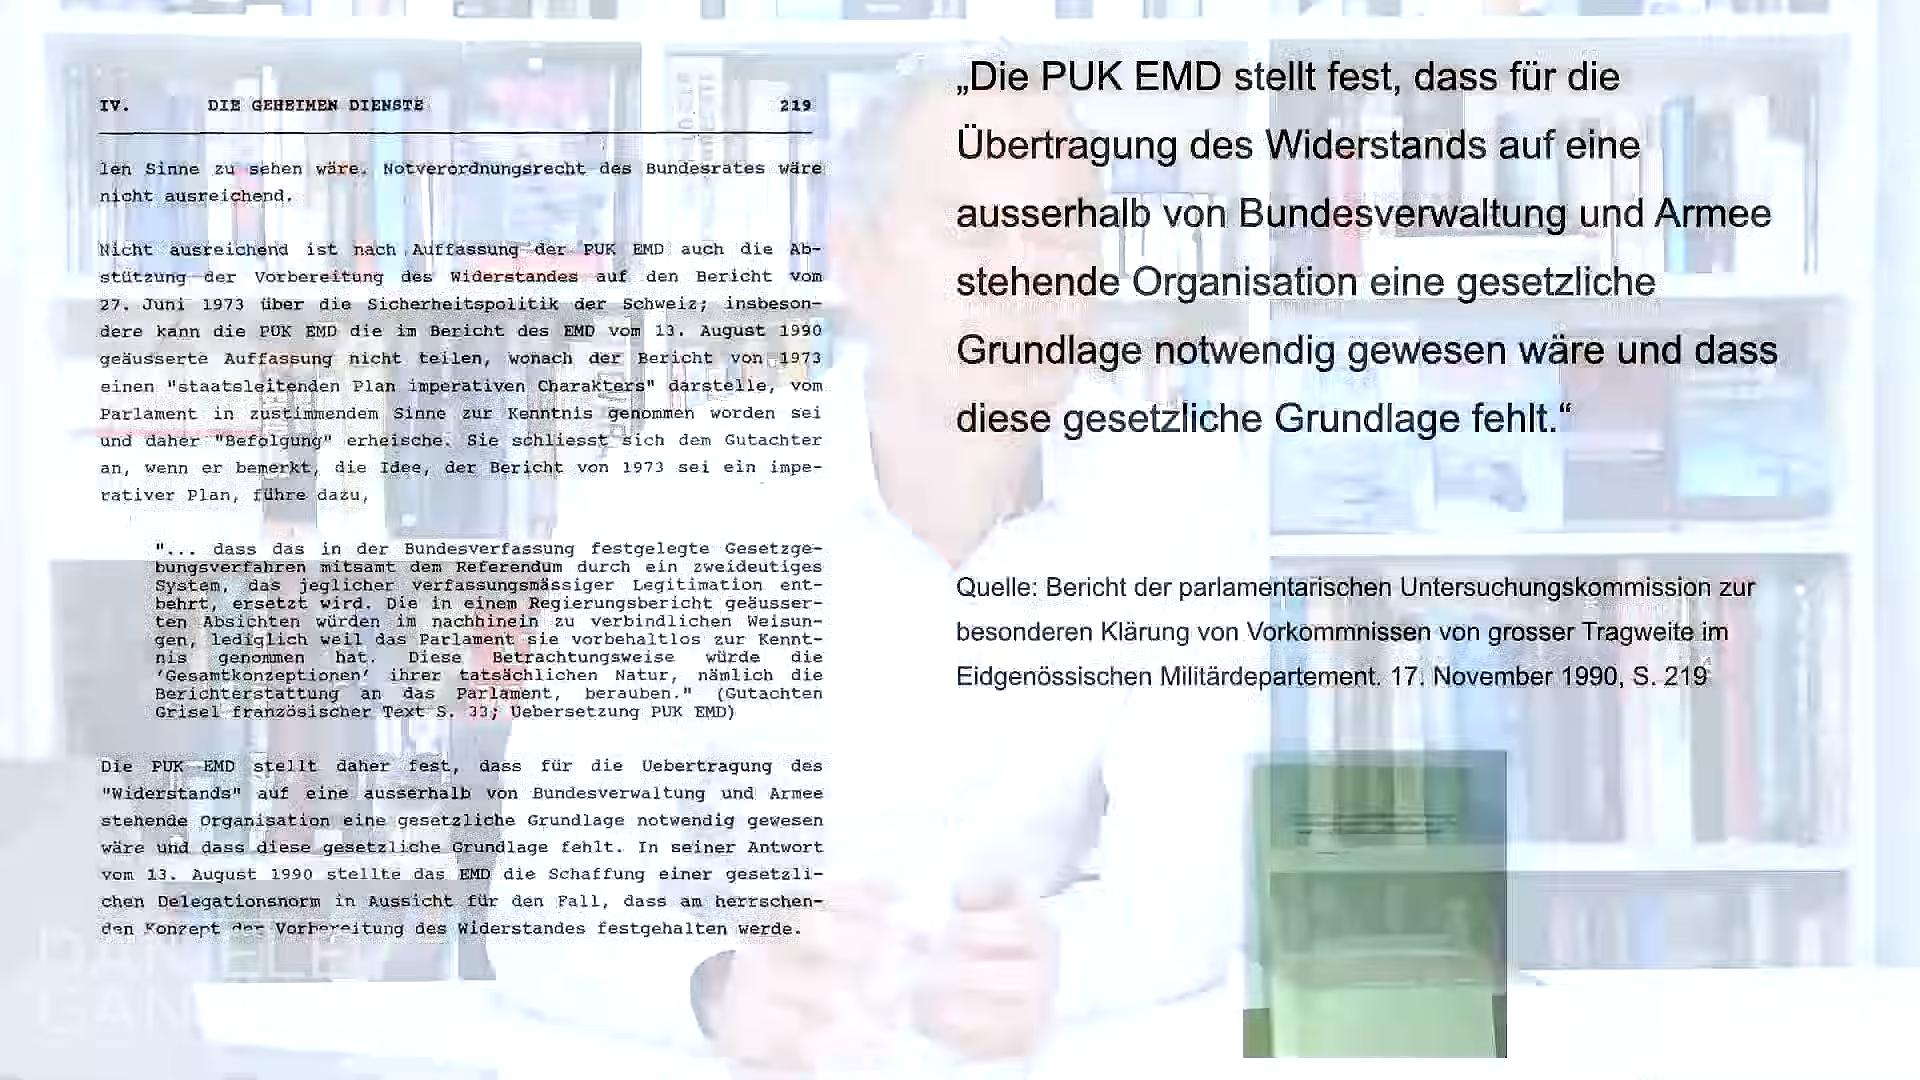 IV. DIE GEHEIMEN DIENSTE 219
len Sinne zu sehen wäre. Notverordnungsrecht des Bundesrates wäre
nicht ausreichend.
Nicht ausreichend ist nach Auffassung der PUK EMD auch die Ab-
stützung der Vorbereitung des Widerstandes auf den Bericht vom
27. Juni 1973 über die Sicherheitspolitik der Schweiz; insbeson-
dere kann die PUK EMD die im Bericht des EMD vom 13. August 1990
geäusserte Auffassung nicht teilen, wonach der Bericht von 1973
einen "staatsleitenden Plan imperativen Charakters" darstelle, vom
Parlament in zustimmendem Sinne zur Kenntnis genommen worden sei
und daher "Befolgung" erheische. Sie schliesst sich dem Gutachter
an, wenn er bemerkt, die Idee, der Bericht von 1973 sei ein impe-
rativer Plan, führe dazu,
"... dass das in der Bundesverfassung festgelegte Gesetzge-
bungsverfahren mitsamt dem Referendum durch ein zweideutiges
System, das jeglicher verfassungsmässiger Legitimation ent-
behrt, ersetzt wird. Die in einem Regierungsbericht geäusser-
ten Absichten würden im nachhinein zu verbindlichen Weisun-
gen, lediglich weil das Parlament sie vorbehaltlos zur Kennt-
nis genommen hat. Diese Betrachtungsweise würde die
'Gesamtkonzeptionen' ihrer tatsächlichen Natur, nämlich die
Berichterstattung an das Parlament, berauben." (Gutachten
Grisel französischer Text S. 33; Uebersetzung PUK EMD)
Die PUK EMD stellt daher fest, dass für die Uebertragung des
"Widerstands" auf eine ausserhalb von Bundesverwaltung und Armee
stehende Organisation eine gesetzliche Grundlage notwendig gewesen
wäre und dass diese gesetzliche Grundlage fehlt. In seiner Antwort
vom 13. August 1990 stellte das EMD die Schaffung einer gesetzli-
chen Delegationsnorm in Aussicht für den Fall, dass am herrschen-
den Konzept der Vorbereitung des Widerstandes festgehalten werde.
„Die PUK EMD stellt fest, dass für die
Übertragung des Widerstands auf eine
ausserhalb von Bundesverwaltung und Armee
stehende Organisation eine gesetzliche
Grundlage notwendig gewesen wäre und dass
diese gesetzliche Grundlage fehlt.“
Quelle: Bericht der parlamentarischen Untersuchungskommission zur
besonderen Klärung von Vorkommnissen von grosser Tragweite im
Eidgenössischen Militärdepartement. 17. November 1990, S. 219